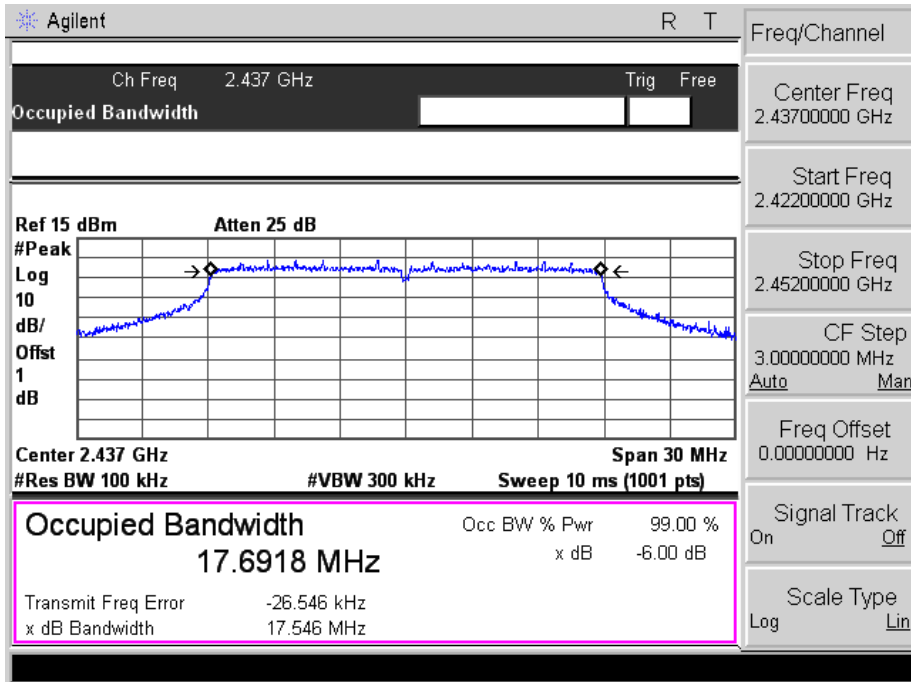 Agilent R T
Ch Freq 2.437 GHz Trig Free
Occupied Bandwidth
Ref 15 dBm Atten 25 dB
#Peak
Log
10
dB/
Offst
1
dB
Center 2.437 GHz Span 30 MHz
#Res BW 100 kHz #VBW 300 kHz Sweep 10 ms (1001 pts)
Occupied Bandwidth
17.6918 MHz
Occ BW % Pwr 99.00 %
x dB -6.00 dB
Transmit Freq Error -26.546 kHz
x dB Bandwidth 17.546 MHz
Freq/Channel
Center Freq
2.43700000 GHz
Start Freq
2.42200000 GHz
Stop Freq
2.45200000 GHz
CF Step
3.00000000 MHz
Auto Man
Freq Offset
0.00000000 Hz
Signal Track
On Off
Scale Type
Log Lin